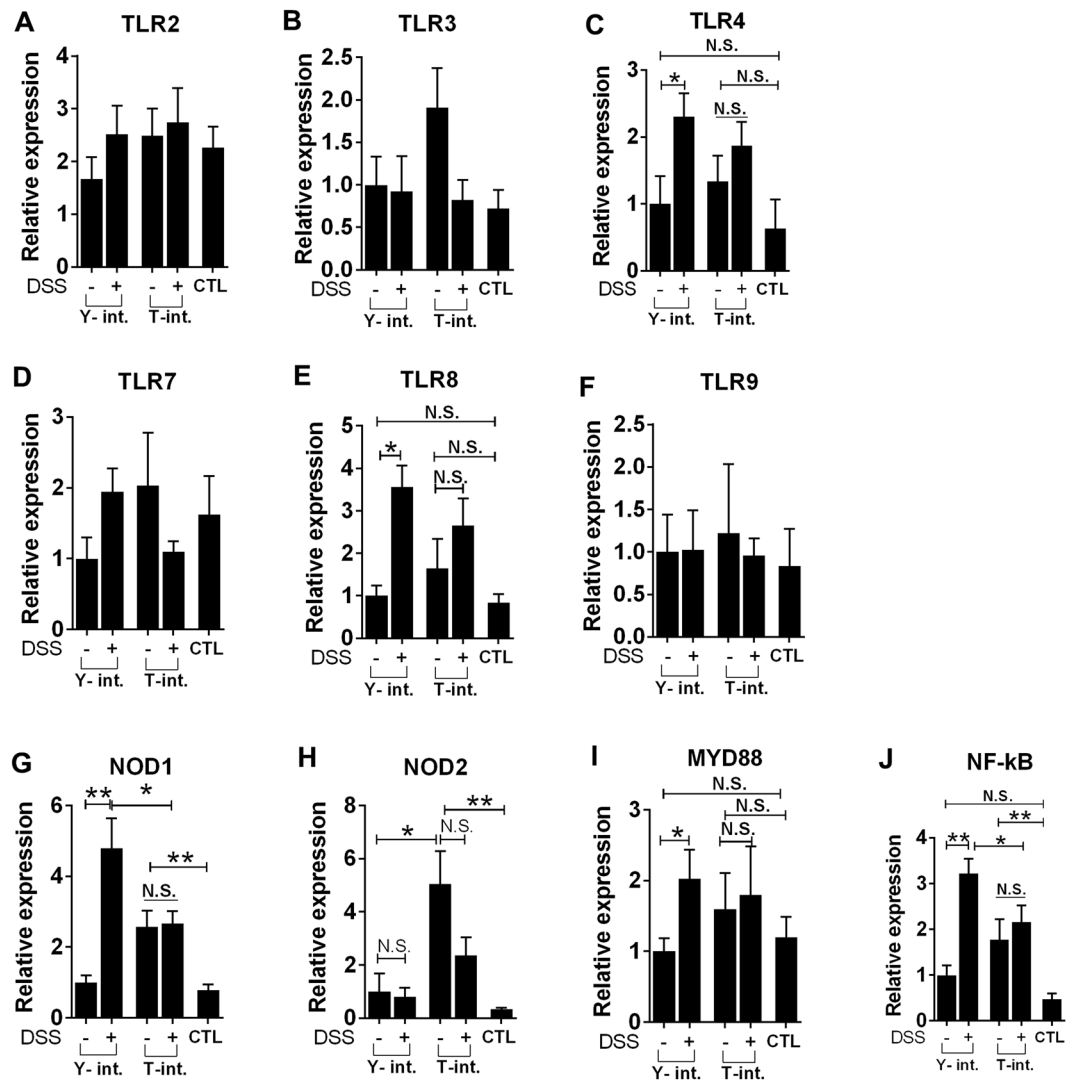 A
TLR2
Relative expression
4
3
2
1
0
DSS - + - + CTL
Y- int. T-int.
B
TLR3
Relative expression
2.5
2.0
1.5
1.0
0.5
0.0
DSS - + - + CTL
Y- int. T-int.
C
TLR4
N.S.
* N.S.
N.S.
Relative expression
3
2
1
0
DSS - + - + CTL
Y- int. T-int.
D
TLR7
Relative expression
3
2
1
0
DSS - + - + CTL
Y- int. T-int.
E
TLR8
N.S.
* N.S.
N.S.
Relative expression
5
4
3
2
1
0
DSS - + - + CTL
Y- int. T-int.
F
TLR9
Relative expression
2.5
2.0
1.5
1.0
0.5
0.0
DSS - + - + CTL
Y- int. T-int.
G
NOD1
** *
**
N.S.
Relative expression
6
4
2
0
DSS - + - + CTL
Y- int. T-int.
H
NOD2
**
* N.S.
N.S.
Relative expression
8
6
4
2
0
DSS - + - + CTL
Y- int. T-int.
I
MYD88
N.S.
N.S.
* N.S.
Relative expression
3
2
1
0
DSS - + - + CTL
Y- int. T-int.
J
NF-kB
N.S.
**
** *
N.S.
Relative expression
4
3
2
1
0
DSS - + - + CTL
Y- int. T-int.